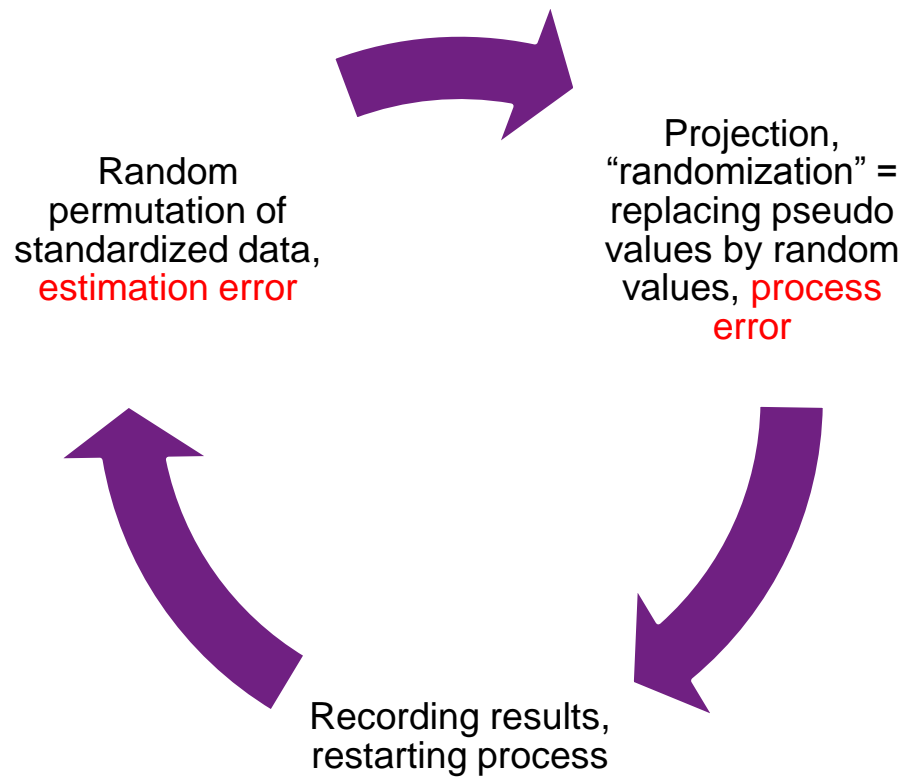 Random
permutation of
standardized data,
estimation error
Projection,
“randomization” =
replacing pseudo
values by random
values, process
error
Recording results,
restarting process